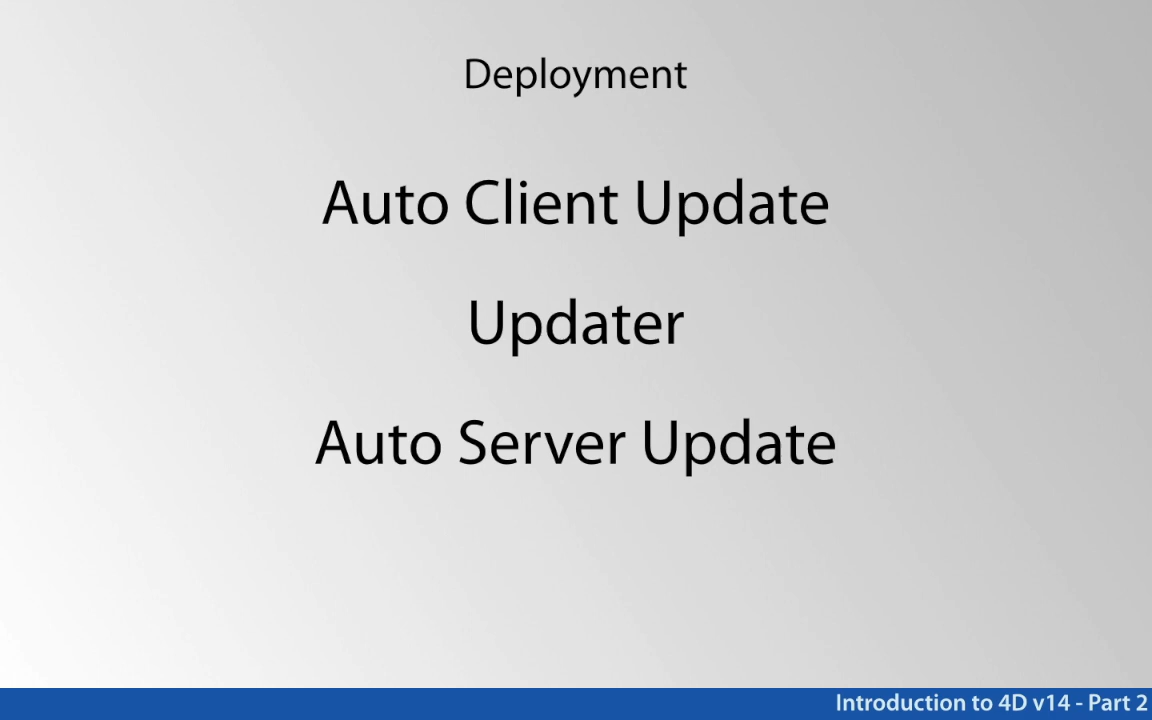 Deployment
Auto Client Update
Updater
Auto Server Update
Introduction to 4D v14 - Part 2